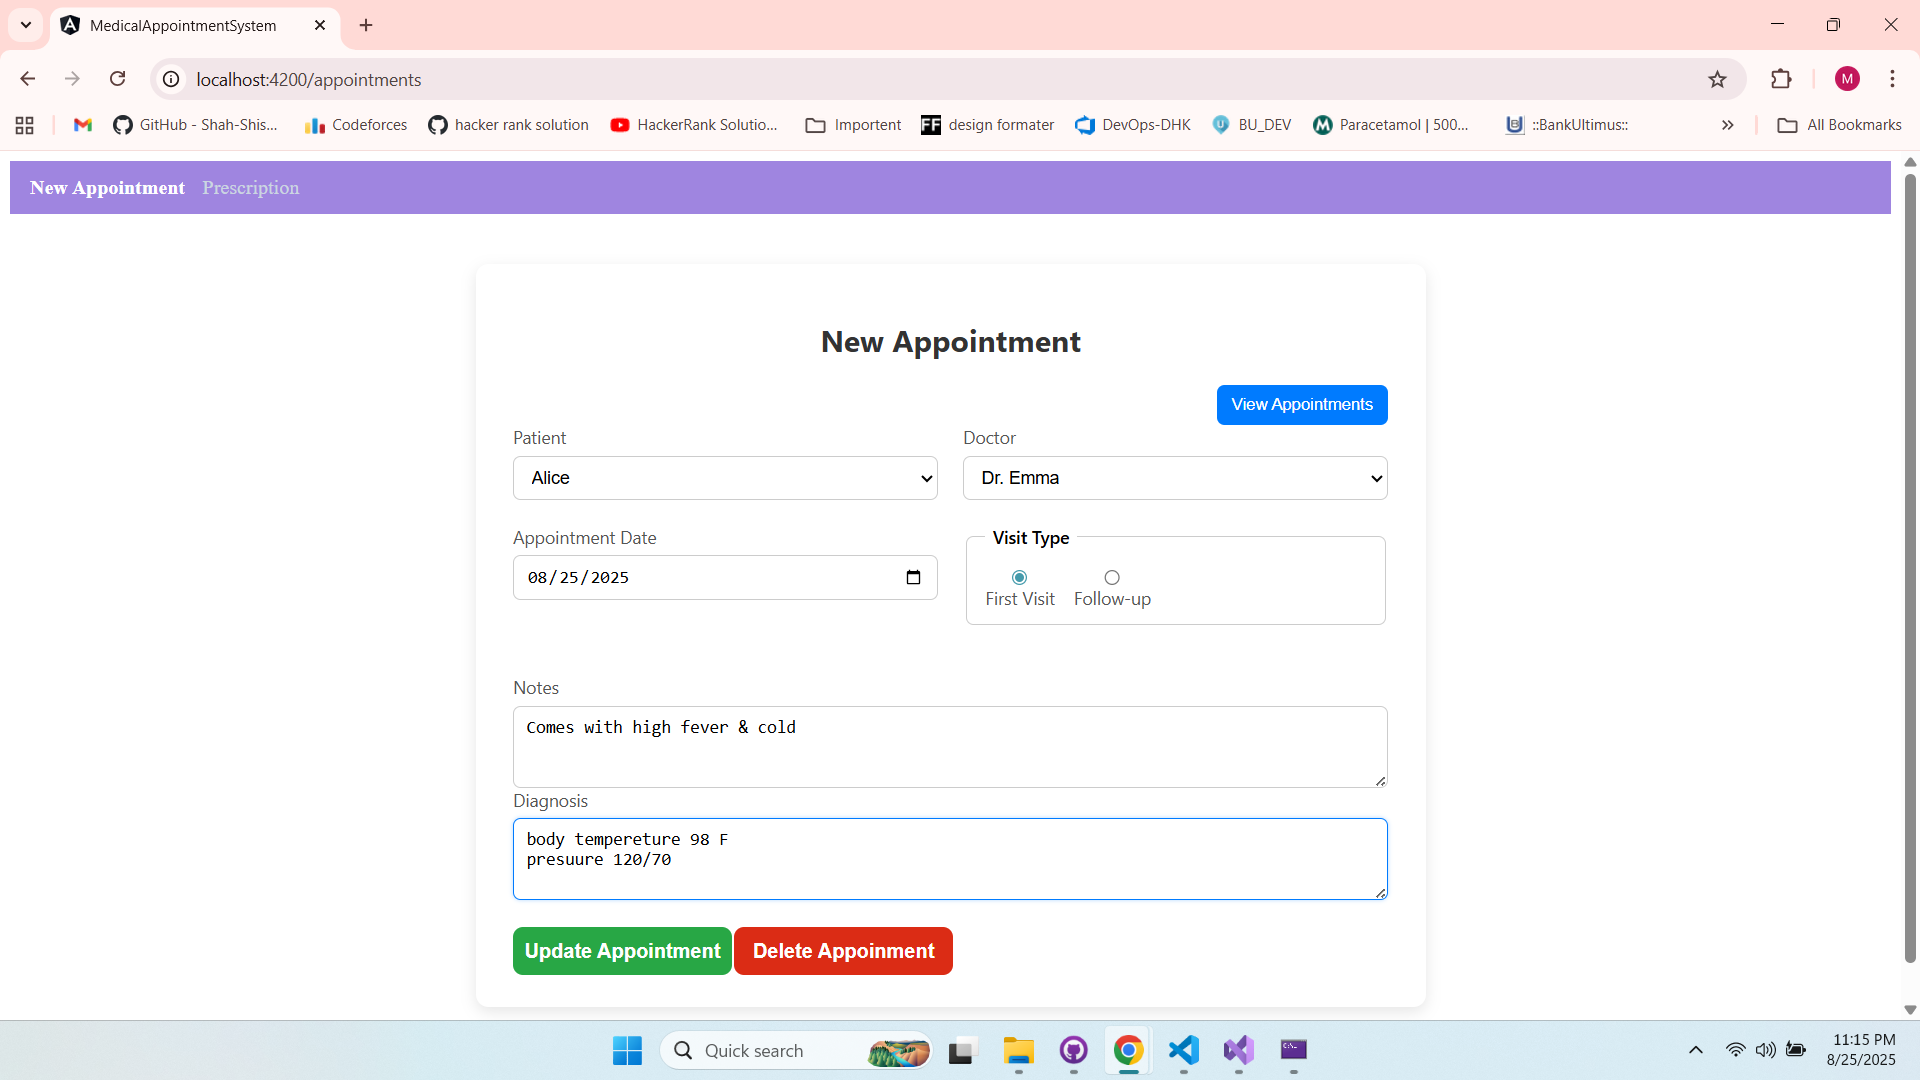 MedicalAppointmentSystem
localhost:4200/appointments
M
GitHub - Shah-Shis...
Codeforces
hacker rank solution
HackerRank Solutio...
Importent
FF
design formater
DevOps-DHK
BU_DEV
Paracetamol | 500...
::BankUltimus::
All Bookmarks
New Appointment
Prescription
New Appointment
View Appointments
Patient
Doctor
Alice
Dr. Emma
Appointment Date
Visit Type
08/25/2025
First Visit
Follow-up
Notes
Comes with high fever & cold
Diagnosis
body tempereture 98 F
presuure 120/70
Update Appointment
Delete Appoinment
Quick search
11:15 PM
8/25/2025